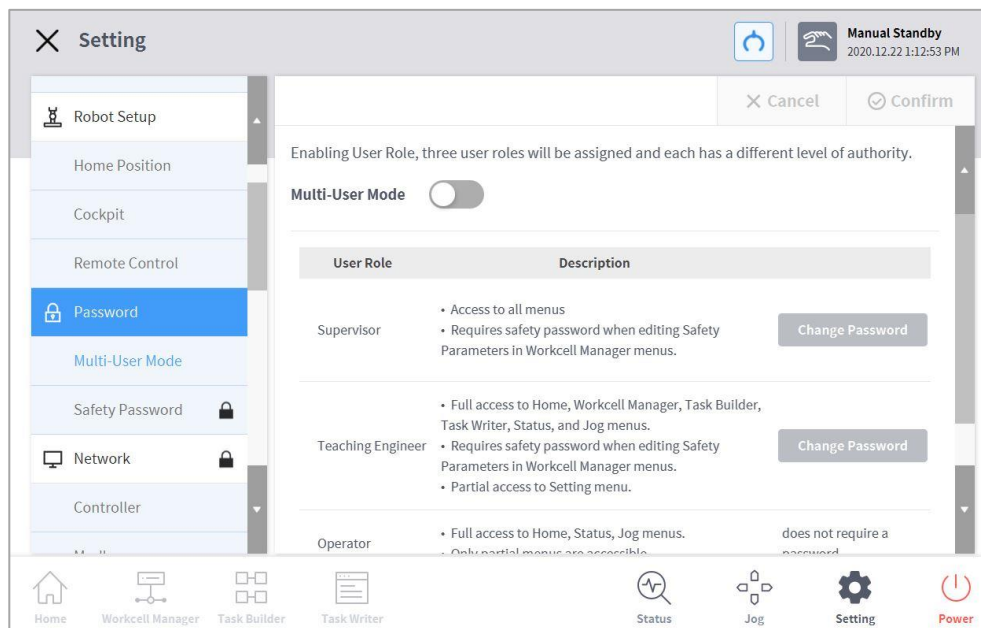 Setting
Manual Standby
2020.12.22 1:12:53 PM
Robot Setup
Home Position
Cockpit
Remote Control
Password
Multi-User Mode
Safety Password
Network
Controller
Cancel
Confirm
Enabling User Role, three user roles will be assigned and each has a different level of authority.
Multi-User Mode
User Role Description
Supervisor
• Access to all menus
• Requires safety password when editing Safety
Parameters in Workcell Manager menus.
Change Password
Teaching Engineer
• Full access to Home, Workcell Manager, Task Builder,
Task Writer, Status, and Jog menus.
• Requires safety password when editing Safety
Parameters in Workcell Manager menus.
• Partial access to Setting menu.
Change Password
Operator
• Full access to Home, Status, Jog menus.
• Only partial menus are accessible
does not require a
password
Home
Workcell Manager
Task Builder
Task Writer
Status
Jog
Setting
Power